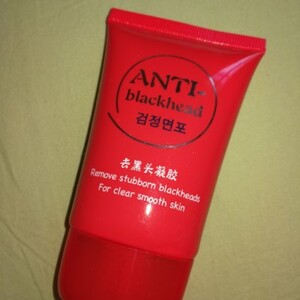 ANTI-
blackhead
검정면포
去黑头凝胶
Remove stubborn blackheads
For clear smooth skin